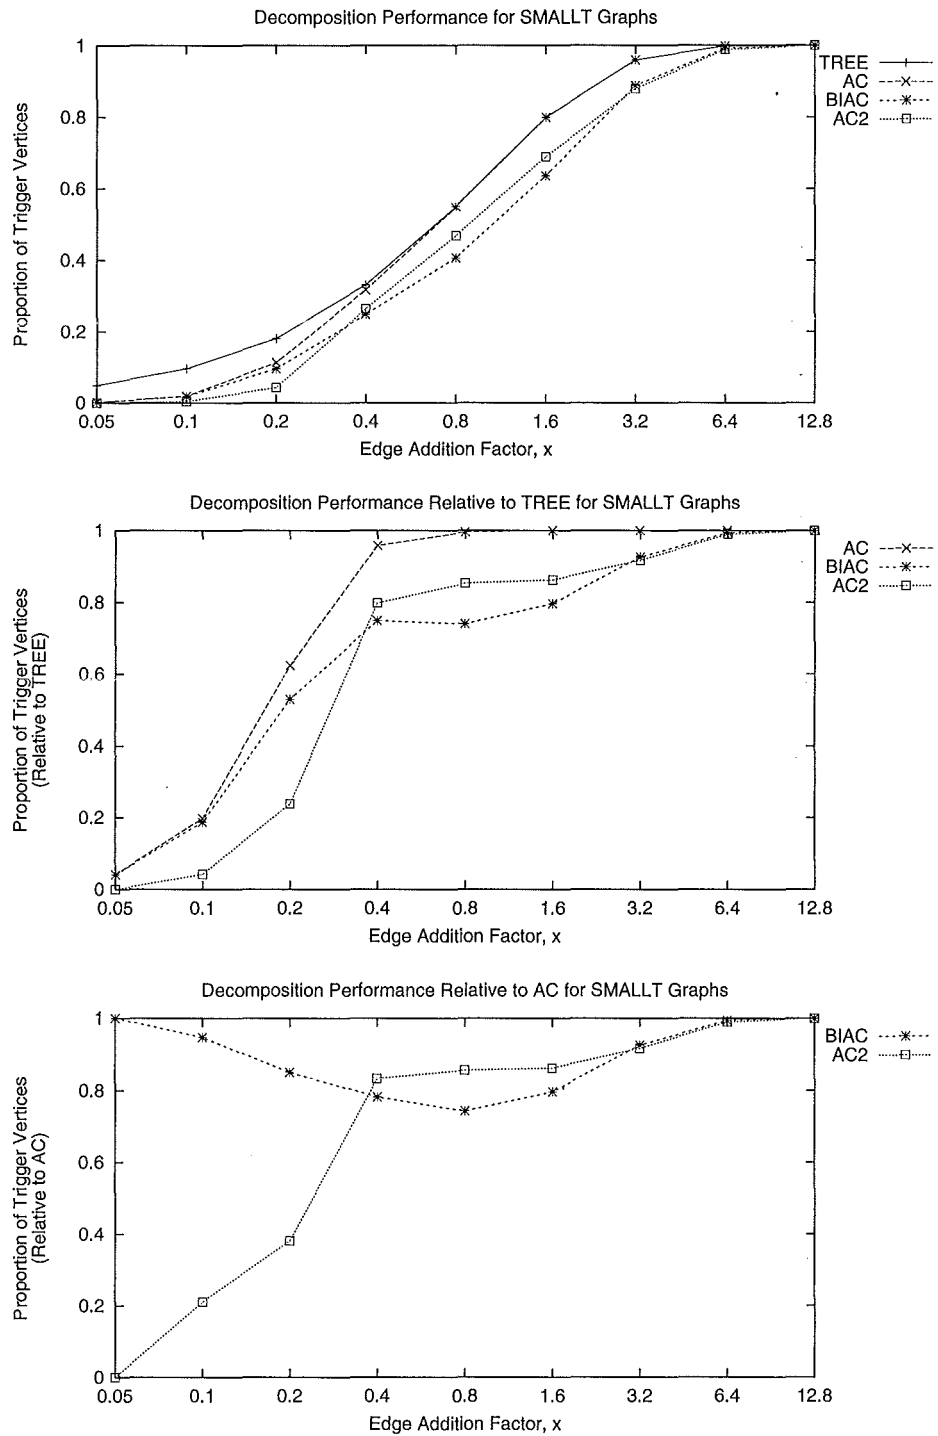 Decomposition Performance for SMALLT Graphs
1
0.8
0.6
0.4
0.2
0
Proportion of Trigger Vertices
0.05 0.1 0.2 0.4 0.8 1.6 3.2 6.4 12.8
Edge Addition Factor, x
TREE
AC
BIAC
AC2
Decomposition Performance Relative to TREE for SMALLT Graphs
1
0.8
0.6
0.4
0.2
0
Proportion of Trigger Vertices
(Relative to TREE)
0.05 0.1 0.2 0.4 0.8 1.6 3.2 6.4 12.8
Edge Addition Factor, x
AC
BIAC
AC2
Decomposition Performance Relative to AC for SMALLT Graphs
1
0.8
0.6
0.4
0.2
0
Proportion of Trigger Vertices
(Relative to AC)
0.05 0.1 0.2 0.4 0.8 1.6 3.2 6.4 12.8
Edge Addition Factor, x
BIAC
AC2